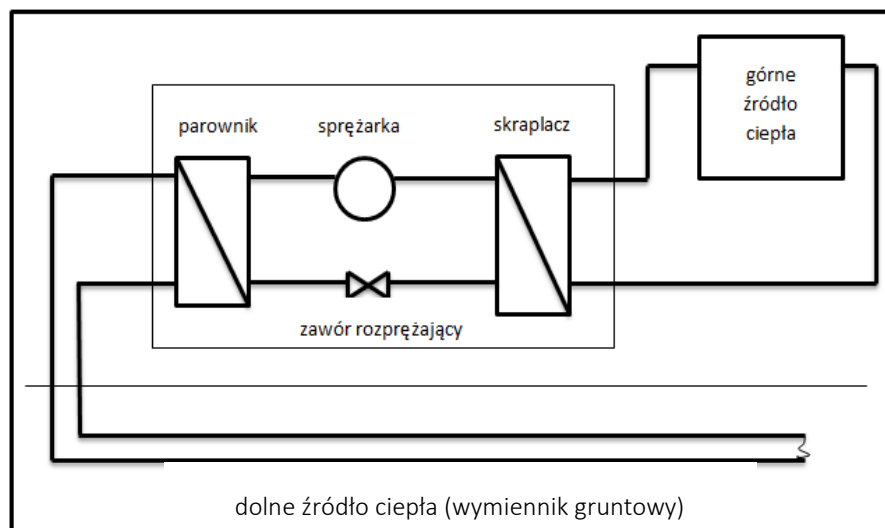 górne
źródło
ciepła
parownik
sprężarka
skraplacz
zawór rozprężający
dolne źródło ciepła (wymiennik gruntowy)